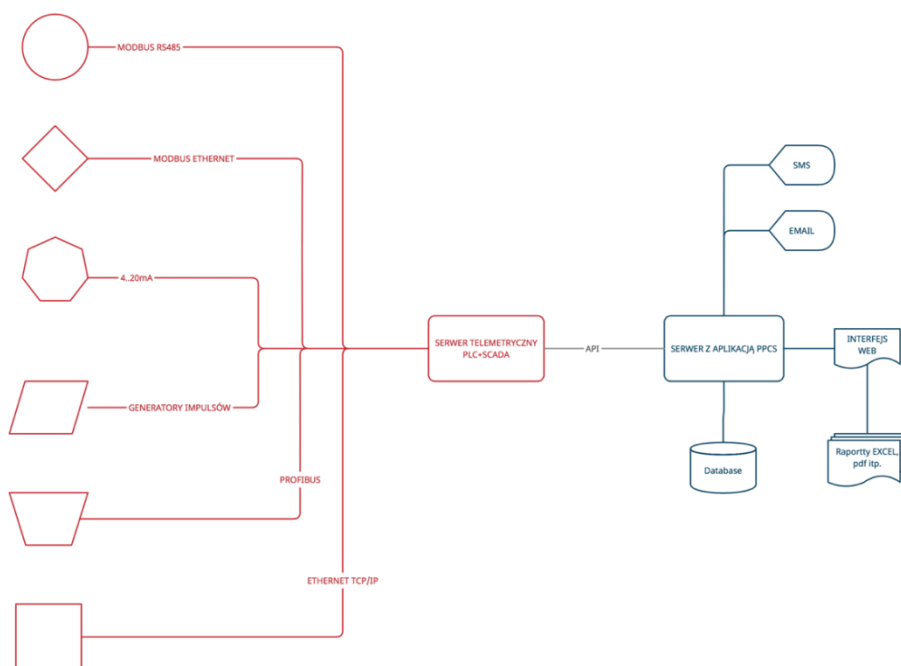 MODBUS RS485
MODBUS ETHERNET
4..20mA
GENERATORY IMPULSÓW
PROFIBUS
ETHERNET TCP/IP
SERWER TELEMETRYCZNY
PLC+SCADA
API
SERWER Z APLIKACJĄ PPCS
SMS
EMAIL
INTERFEJS
WEB
Raportty EXCEL,
pdf itp.
Database